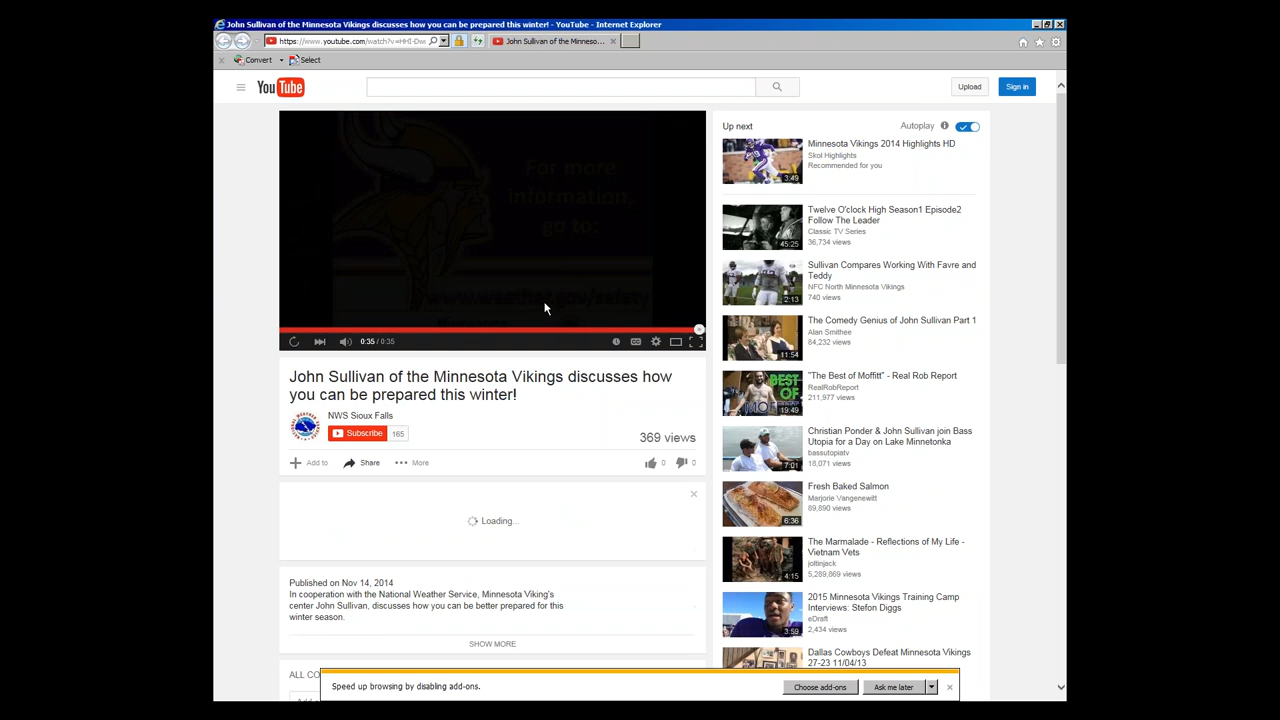 John Sullivan of the Minnesota Vikings discusses how you can be prepared this winter! - YouTube - Internet Explorer
https://www.youtube.com/watch?v=HHI-Dw
John Sullivan of the Minneso...
Convert
Select
YouTube
Upload
Sign in
For more
information,
go to:
www.weather.gov/safety
0:35 / 0:35
John Sullivan of the Minnesota Vikings discusses how
you can be prepared this winter!
NWS Sioux Falls
Subscribe
165
369 views
Add to
Share
More
0
0
Loading...
Published on Nov 14, 2014
In cooperation with the National Weather Service, Minnesota Viking's
center John Sullivan, discusses how you can be better prepared for this
winter season.
SHOW MORE
ALL CO
Up next
Autoplay
Minnesota Vikings 2014 Highlights HD
Skol Highlights
Recommended for you
3:49
Twelve O'clock High Season1 Episode2
Follow The Leader
Classic TV Series
36,734 views
45:25
Sullivan Compares Working With Favre and
Teddy
NFC North Minnesota Vikings
740 views
2:13
The Comedy Genius of John Sullivan Part 1
Alan Smithee
84,232 views
11:54
"The Best of Moffitt" - Real Rob Report
RealRobReport
211,977 views
BEST
OF
19:49
Christian Ponder & John Sullivan join Bass
Utopia for a Day on Lake Minnetonka
bassutopiatv
18,071 views
7:01
Fresh Baked Salmon
Marjorie Vangenewitt
89,890 views
6:36
The Marmalade - Reflections of My Life -
Vietnam Vets
joltinjack
5,289,869 views
4:15
2015 Minnesota Vikings Training Camp
Interviews: Stefon Diggs
eDraft
2,434 views
3:59
Dallas Cowboys Defeat Minnesota Vikings
27-23 11/04/13
Speed up browsing by disabling add-ons.
Choose add-ons
Ask me later